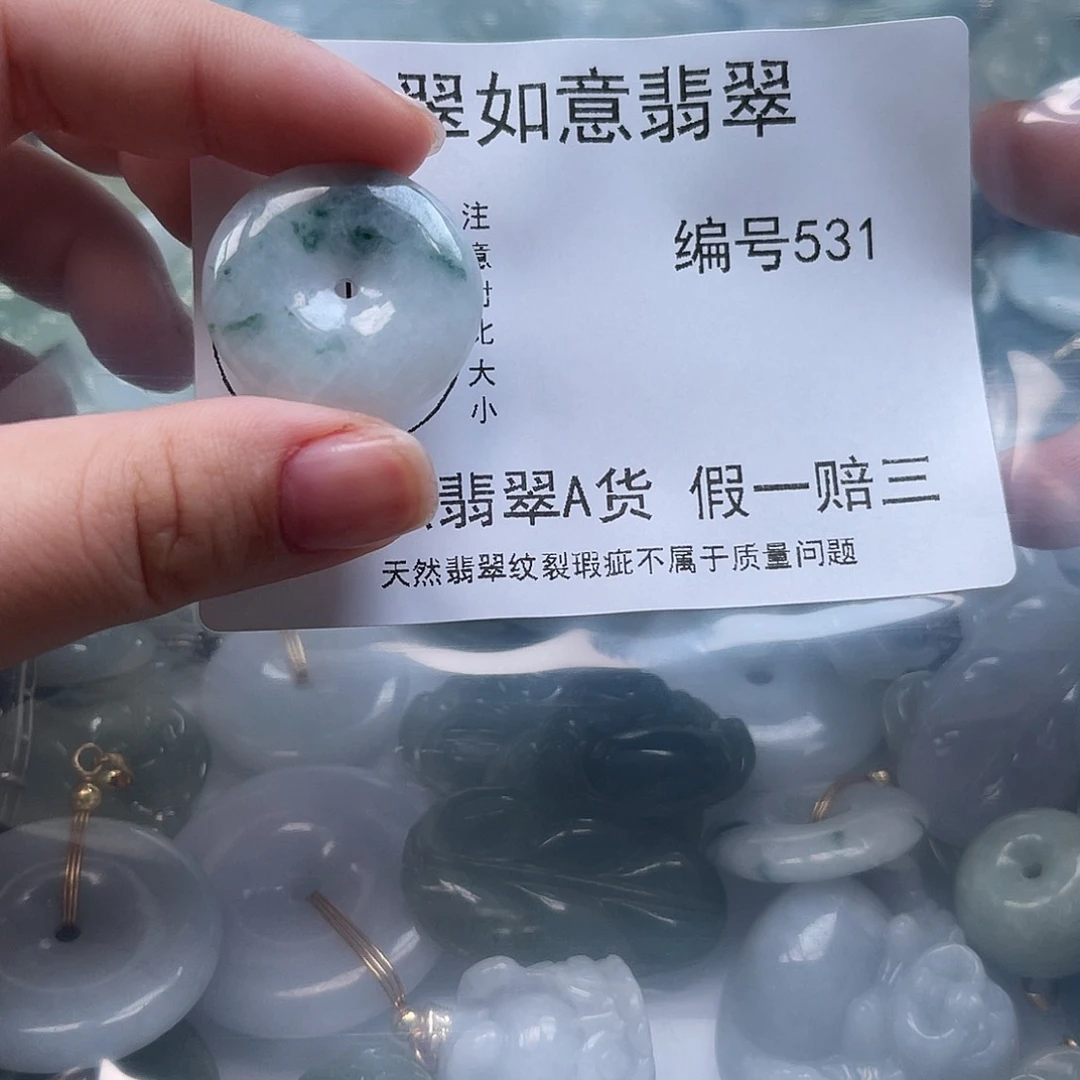 翠如意翡翠
编号531
注意对比大小
翡翠A货 假一赔三
天然翡翠纹裂瑕疵不属于质量问题